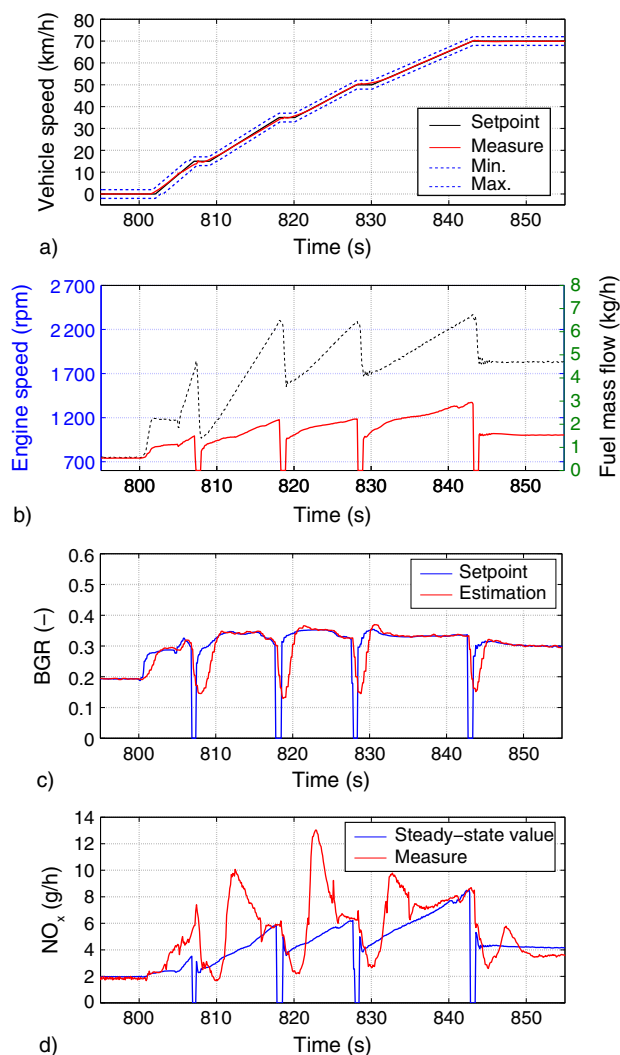 70
60
50
40
30
20
10
0
Vehicle speed (km/h)
Setpoint
Measure
Min.
Max.
800 810 820 830 840 850
a) Time (s)
2 700
2 200
1 700
1 200
700
Engine speed (rpm)
8
7
6
5
4
3
2
1
0
Fuel mass flow (kg/h)
800 810 820 830 840 850
b) Time (s)
0.6
0.5
0.4
0.3
0.2
0.1
0
BGR (–)
Setpoint
Estimation
800 810 820 830 840 850
c) Time (s)
14
12
10
8
6
4
2
0
NOx (g/h)
Steady–state value
Measure
800 810 820 830 840 850
d) Time (s)